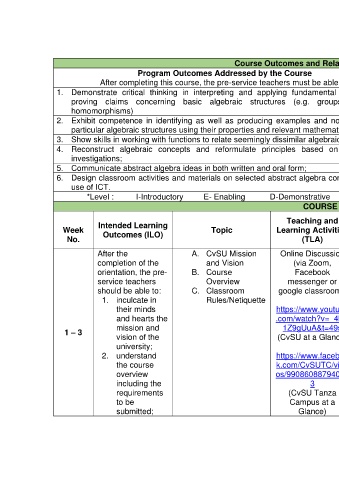 Course Outcomes and Rela
Program Outcomes Addressed by the Course
After completing this course, the pre-service teachers must be able
1. Demonstrate critical thinking in interpreting and applying fundamental
proving claims concerning basic algebraic structures (e.g. groups
homomorphisms)
2. Exhibit competence in identifying as well as producing examples and no
particular algebraic structures using their properties and relevant mathemat
3. Show skills in working with functions to relate seemingly dissimilar algebraic
4. Reconstruct algebraic concepts and reformulate principles based on
investigations;
5. Communicate abstract algebra ideas in both written and oral form;
6. Design classroom activities and materials on selected abstract algebra con
use of ICT.
*Level : I-Introductory E- Enabling D-Demonstrative
COURSE
Week
No.
Intended Learning
Outcomes (ILO)
Topic
Teaching and
Learning Activitie
(TLA)
1 – 3
After the
completion of the
orientation, the pre-
service teachers
should be able to:
1. inculcate in
their minds
and hearts the
mission and
vision of the
university;
2. understand
the course
overview
including the
requirements
to be
submitted;
A. CvSU Mission
and Vision
B. Course
Overview
C. Classroom
Rules/Netiquette
Online Discussio
(via Zoom,
Facebook
messenger or
google classroom
https://www.youtu
(CvSU at a Glanc
https://www.faceb
k.com/CvSUTC/vi
os/99086088794
3
(CvSU Tanza
Campus at a
Glance)